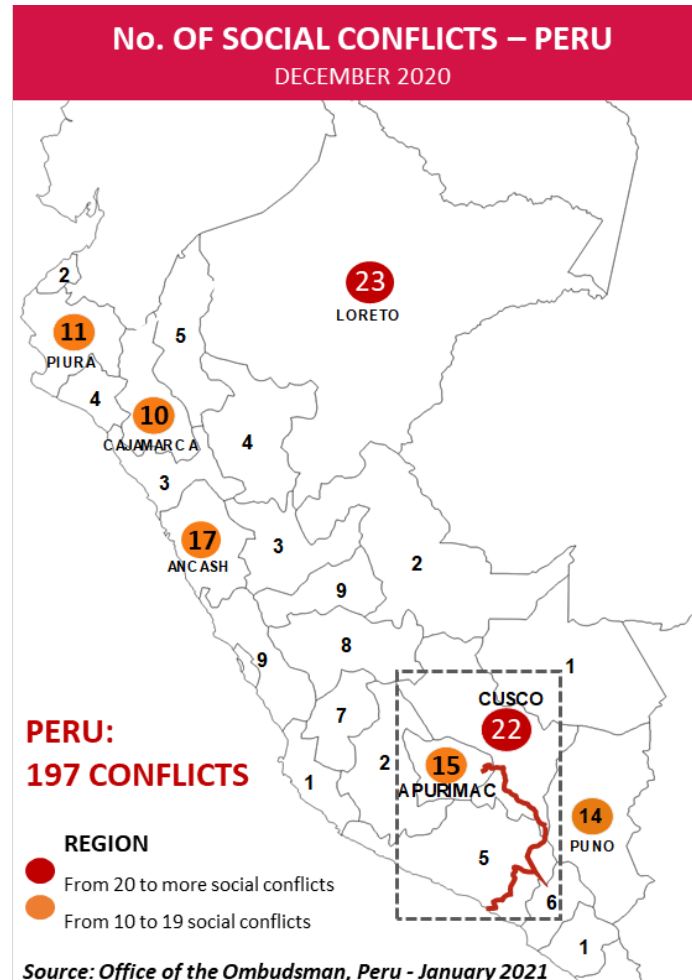 No. OF SOCIAL CONFLICTS – PERU
DECEMBER 2020
2
23
LORETO
11
PIURA
5
4
10
CAJAMARCA
4
3
17
ANCASH
3
2
9
8
9
1
CUSCO
22
7
2
15
APURIMAC
1
14
PUNO
5
6
1
PERU:
197 CONFLICTS
REGION
From 20 to more social conflicts
From 10 to 19 social conflicts
Source: Office of the Ombudsman, Peru - January 2021